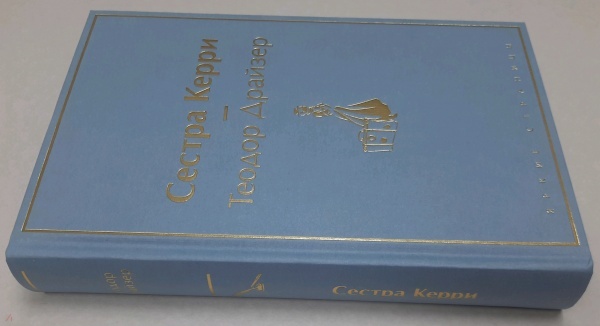 Сестра Керри
Теодор Драйзер
Сестра Керри